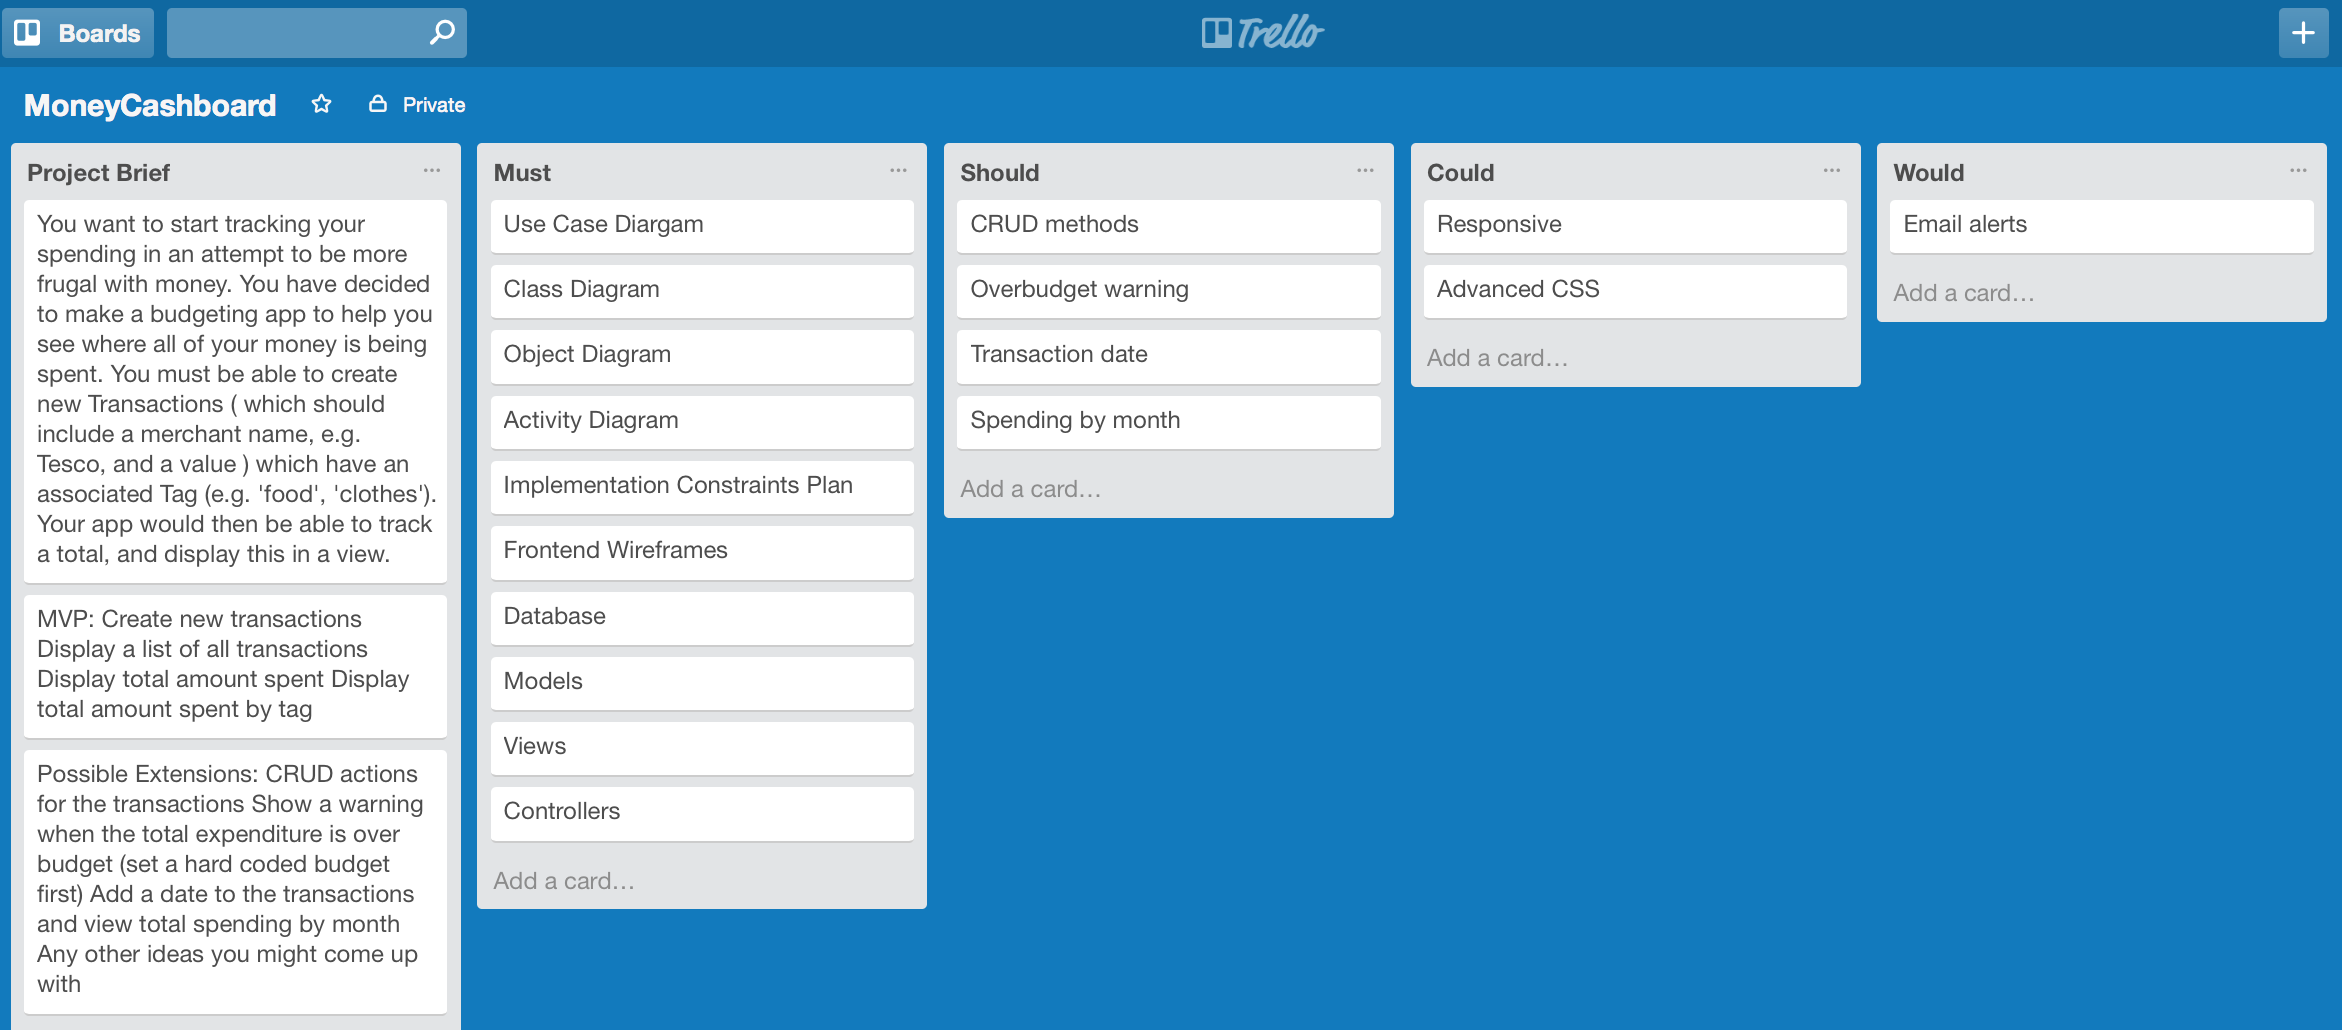 Boards
Trello
MoneyCashboard
Private
Project Brief
You want to start tracking your
spending in an attempt to be more
frugal with money. You have decided
to make a budgeting app to help you
see where all of your money is being
spent. You must be able to create
new Transactions ( which should
include a merchant name, e.g.
Tesco, and a value ) which have an
associated Tag (e.g. 'food', 'clothes').
Your app would then be able to track
a total, and display this in a view.
MVP: Create new transactions
Display a list of all transactions
Display total amount spent Display
total amount spent by tag
Possible Extensions: CRUD actions
for the transactions Show a warning
when the total expenditure is over
budget (set a hard coded budget
first) Add a date to the transactions
and view total spending by month
Any other ideas you might come up
with
Must
Use Case Diargam
Class Diagram
Object Diagram
Activity Diagram
Implementation Constraints Plan
Frontend Wireframes
Database
Models
Views
Controllers
Add a card…
Should
CRUD methods
Overbudget warning
Transaction date
Spending by month
Add a card…
Could
Responsive
Advanced CSS
Add a card…
Would
Email alerts
Add a card…